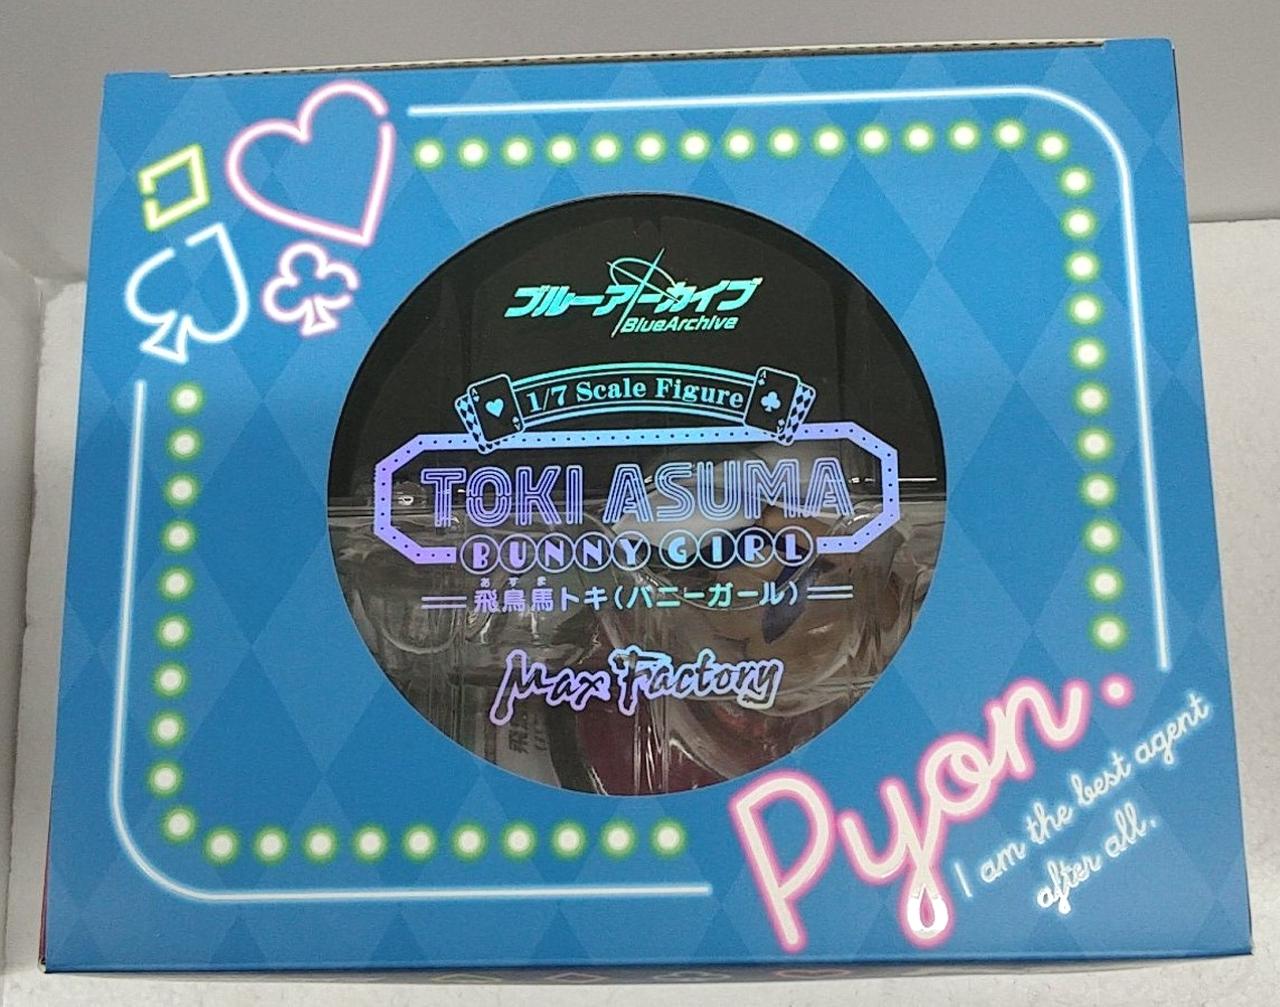 ブルーアーカイブ
BlueArchive
1/7 Scale Figure
TOKI ASUMA
BUNNY GIRL
あすま
飛鳥馬トキ(バニーガール)
Max Factory
Pyon.
I am the best agent
after all.